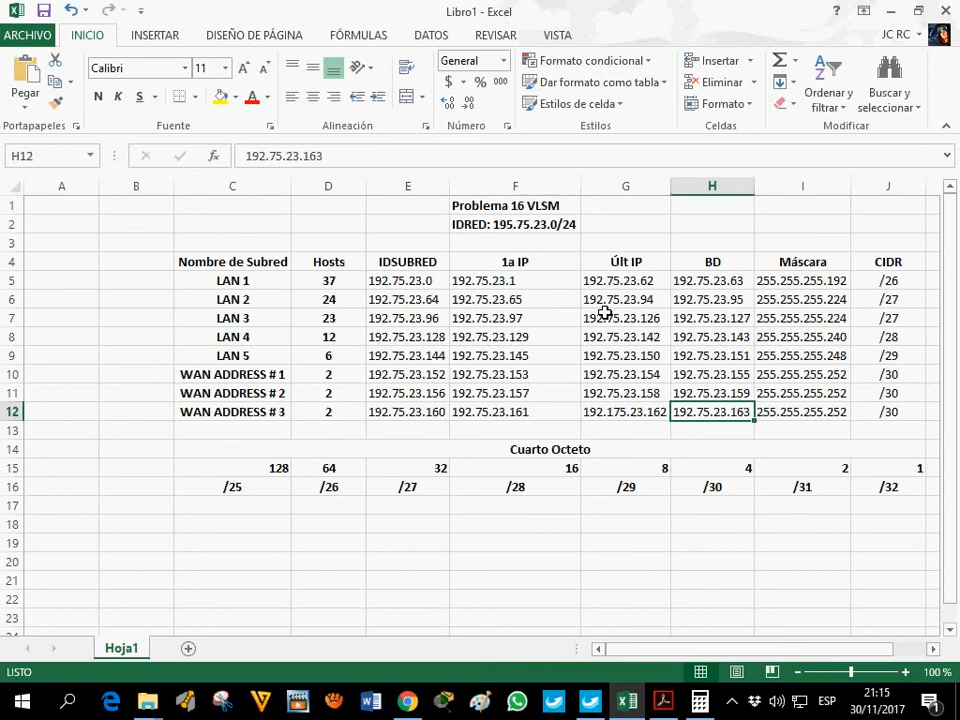 Libro1 - Excel
?
ARCHIVO INICIO INSERTAR DISEÑO DE PÁGINA FÓRMULAS DATOS REVISAR VISTA JC RC
Pegar
Calibri 11 A A
N K S A
General
$ % 000
Formato condicional
Dar formato como tabla
Estilos de celda
Insertar
Eliminar
Formato
Ordenar y filtrar
Buscar y seleccionar
Portapapeles Fuente Alineación Número Estilos Celdas Modificar
H12 fx 192.75.23.163
A B C D E F G H I J
1 Problema 16 VLSM
2 IDRED: 195.75.23.0/24
3
4 Nombre de Subred Hosts IDSUBRED 1a IP Últ IP BD Máscara CIDR
5 LAN 1 37 192.75.23.0 192.75.23.1 192.75.23.62 192.75.23.63 255.255.255.192 /26
6 LAN 2 24 192.75.23.64 192.75.23.65 192.75.23.94 192.75.23.95 255.255.255.224 /27
7 LAN 3 23 192.75.23.96 192.75.23.97 192.75.23.126 192.75.23.127 255.255.255.224 /27
8 LAN 4 12 192.75.23.128 192.75.23.129 192.75.23.142 192.75.23.143 255.255.255.240 /28
9 LAN 5 6 192.75.23.144 192.75.23.145 192.75.23.150 192.75.23.151 255.255.255.248 /29
10 WAN ADDRESS # 1 2 192.75.23.152 192.75.23.153 192.75.23.154 192.75.23.155 255.255.255.252 /30
11 WAN ADDRESS # 2 2 192.75.23.156 192.75.23.157 192.75.23.158 192.75.23.159 255.255.255.252 /30
12 WAN ADDRESS # 3 2 192.75.23.160 192.75.23.161 192.175.23.162 192.75.23.163 255.255.255.252 /30
13
14 Cuarto Octeto
15 128 64 32 16 8 4 2 1
16 /25 /26 /27 /28 /29 /30 /31 /32
17
18
19
20
21
22
23
Hoja1
LISTO 100 %
ESP
21:15
30/11/2017